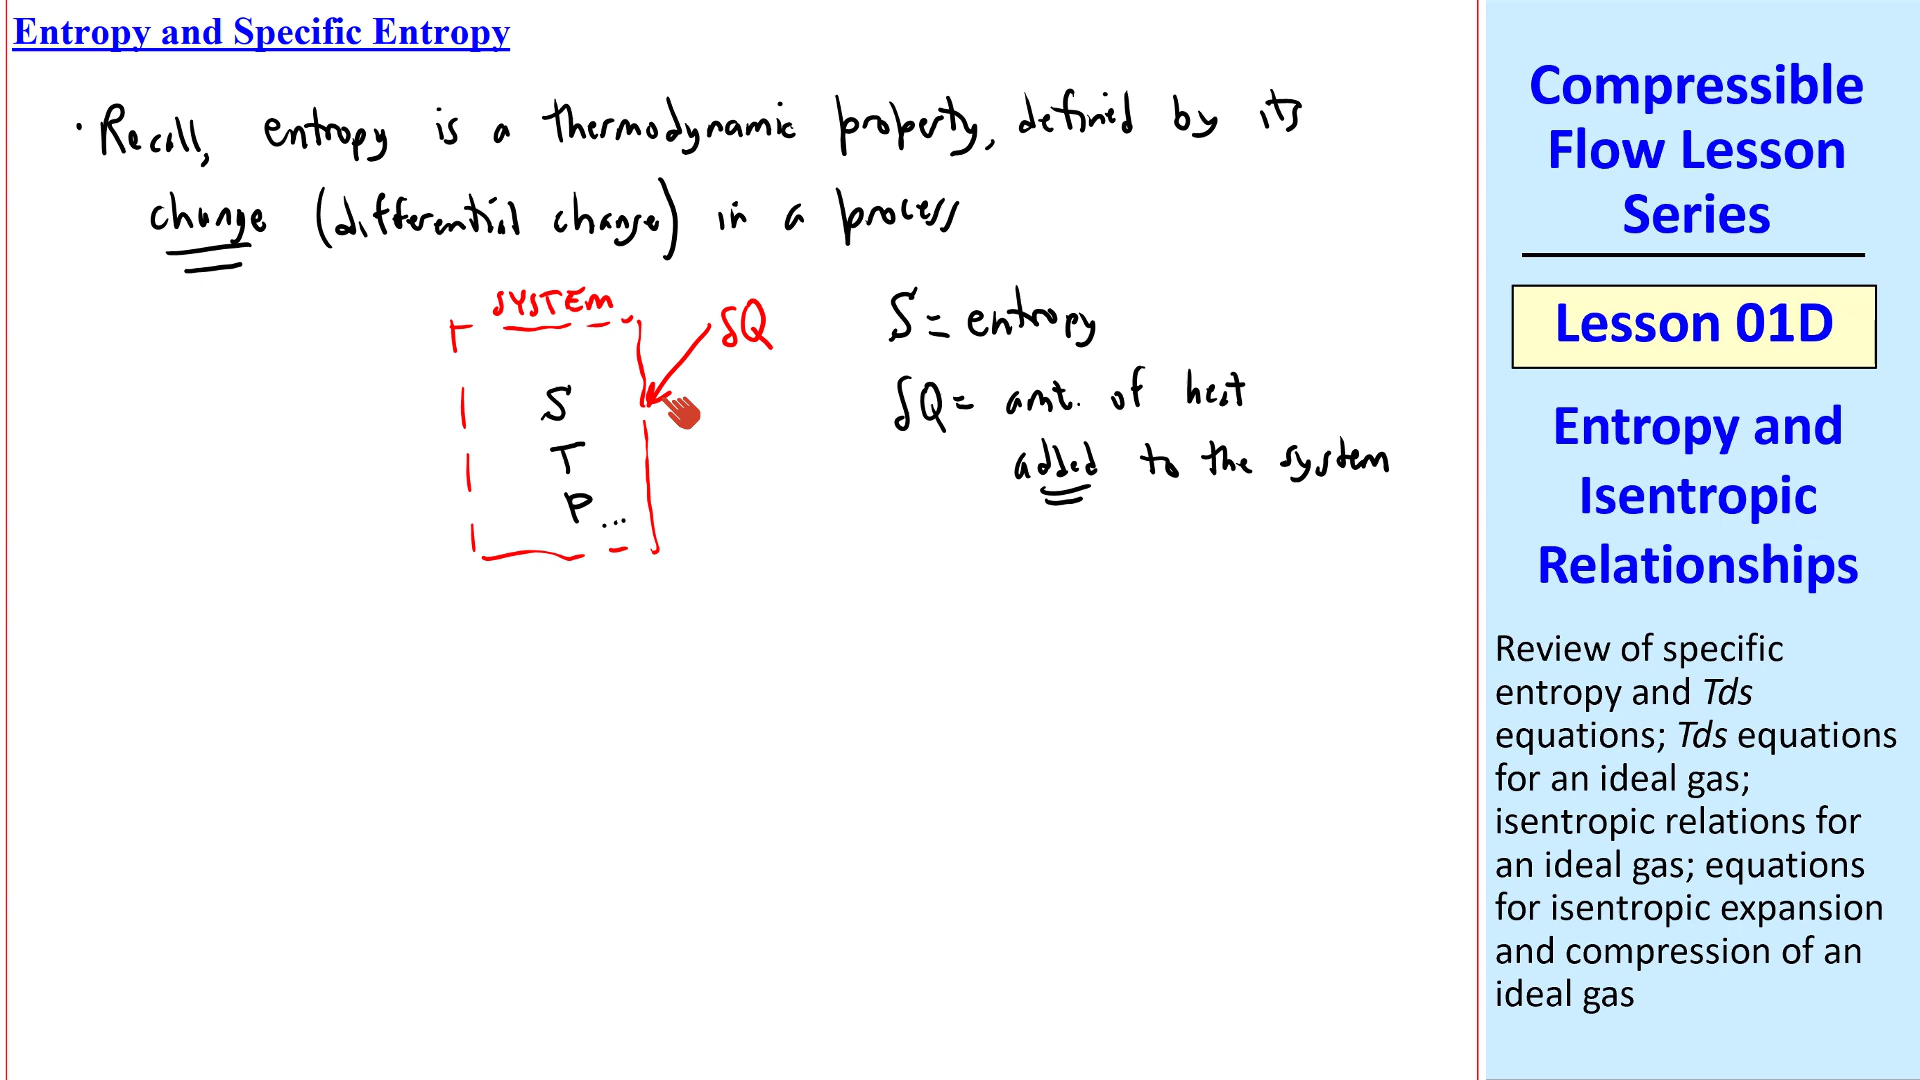 Entropy and Specific Entropy
· Recall, entropy is a thermodynamic property, defined by its
change (differential change) in a process
SYSTEM
δQ
S
T
P...
S = entropy
δQ = amt. of heat
added to the system
Compressible
Flow Lesson
Series
Lesson 01D
Entropy and
Isentropic
Relationships
Review of specific
entropy and Tds
equations; Tds equations
for an ideal gas;
isentropic relations for
an ideal gas; equations
for isentropic expansion
and compression of an
ideal gas